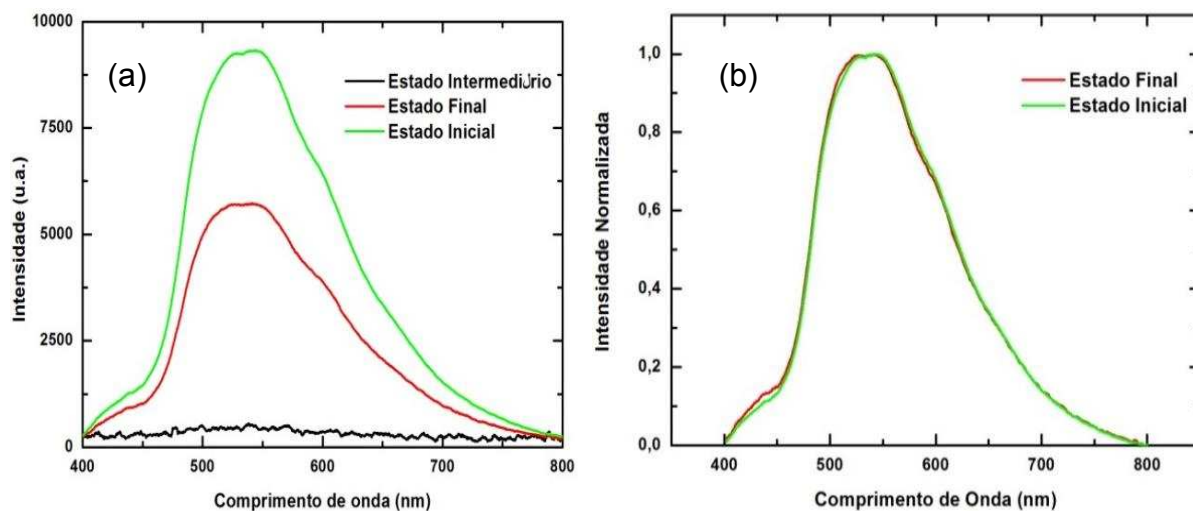 (a)
Estado Intermediírio
Estado Final
Estado Inicial
Intensidade (u.a.)
10000
7500
5000
2500
0
400
500
600
700
800
Comprimento de onda (nm)
(b)
Estado Final
Estado Inicial
Intensidade Normalizada
1,0
0,8
0,6
0,4
0,2
0,0
400
500
600
700
800
Comprimento de Onda (nm)